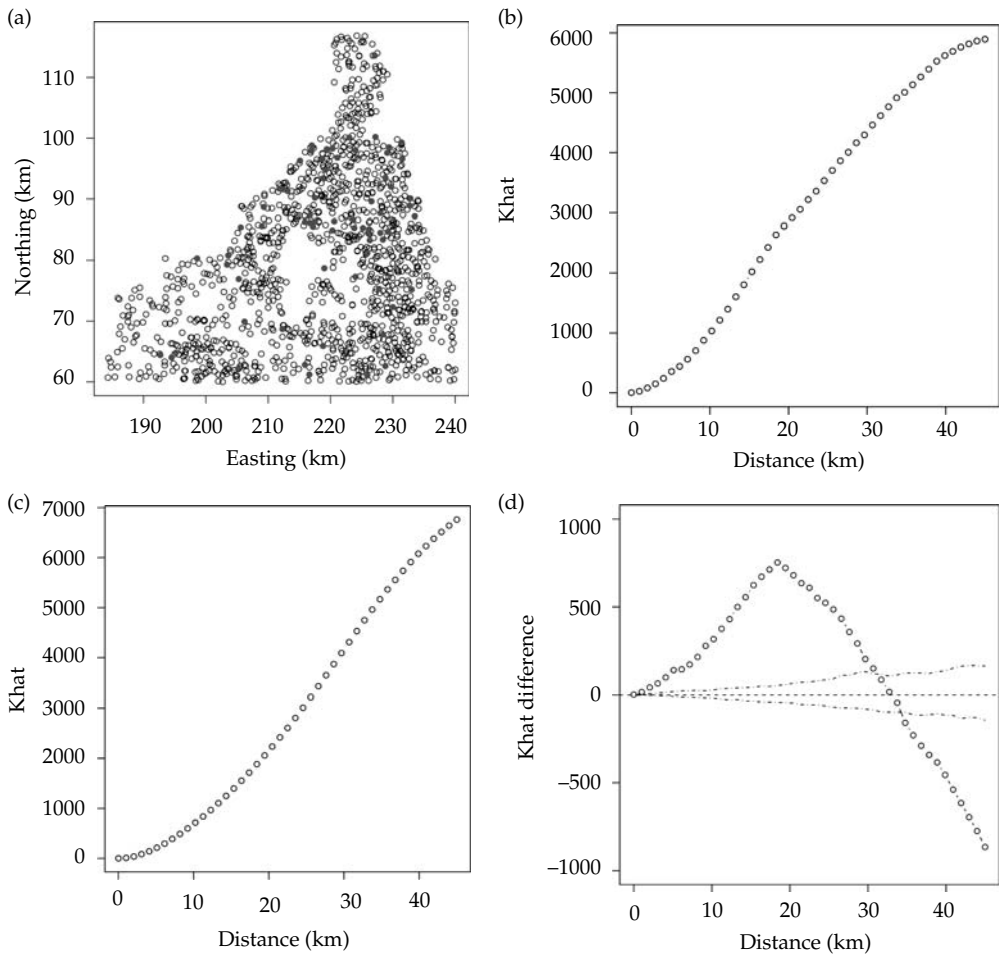 (a)
Northing (km)
110
100
90
80
70
60
190 200 210 220 230 240
Easting (km)
(b)
Khat
6000
5000
4000
3000
2000
1000
0
0 10 20 30 40
Distance (km)
(c)
Khat
7000
6000
5000
4000
3000
2000
1000
0
0 10 20 30 40
Distance (km)
(d)
Khat difference
1000
500
0
−500
−1000
0 10 20 30 40
Distance (km)